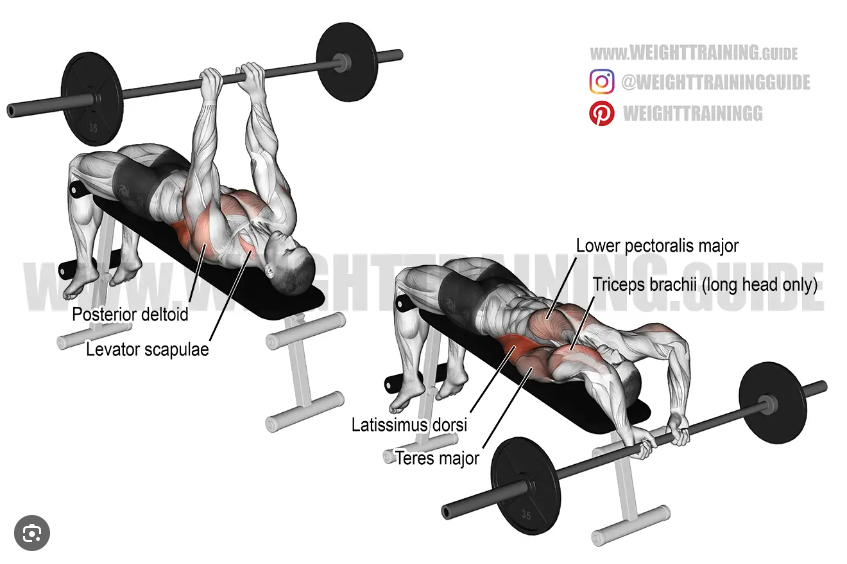 www.WEIGHTTRAINING.GUIDE
@WEIGHTTRAININGGUIDE
WEIGHTTRAININGG
35
WWW.WEIGHTTRAINING.GUIDE
Lower pectoralis major
Triceps brachii (long head only)
Posterior deltoid
Levator scapulae
Latissimus dorsi
Teres major
35